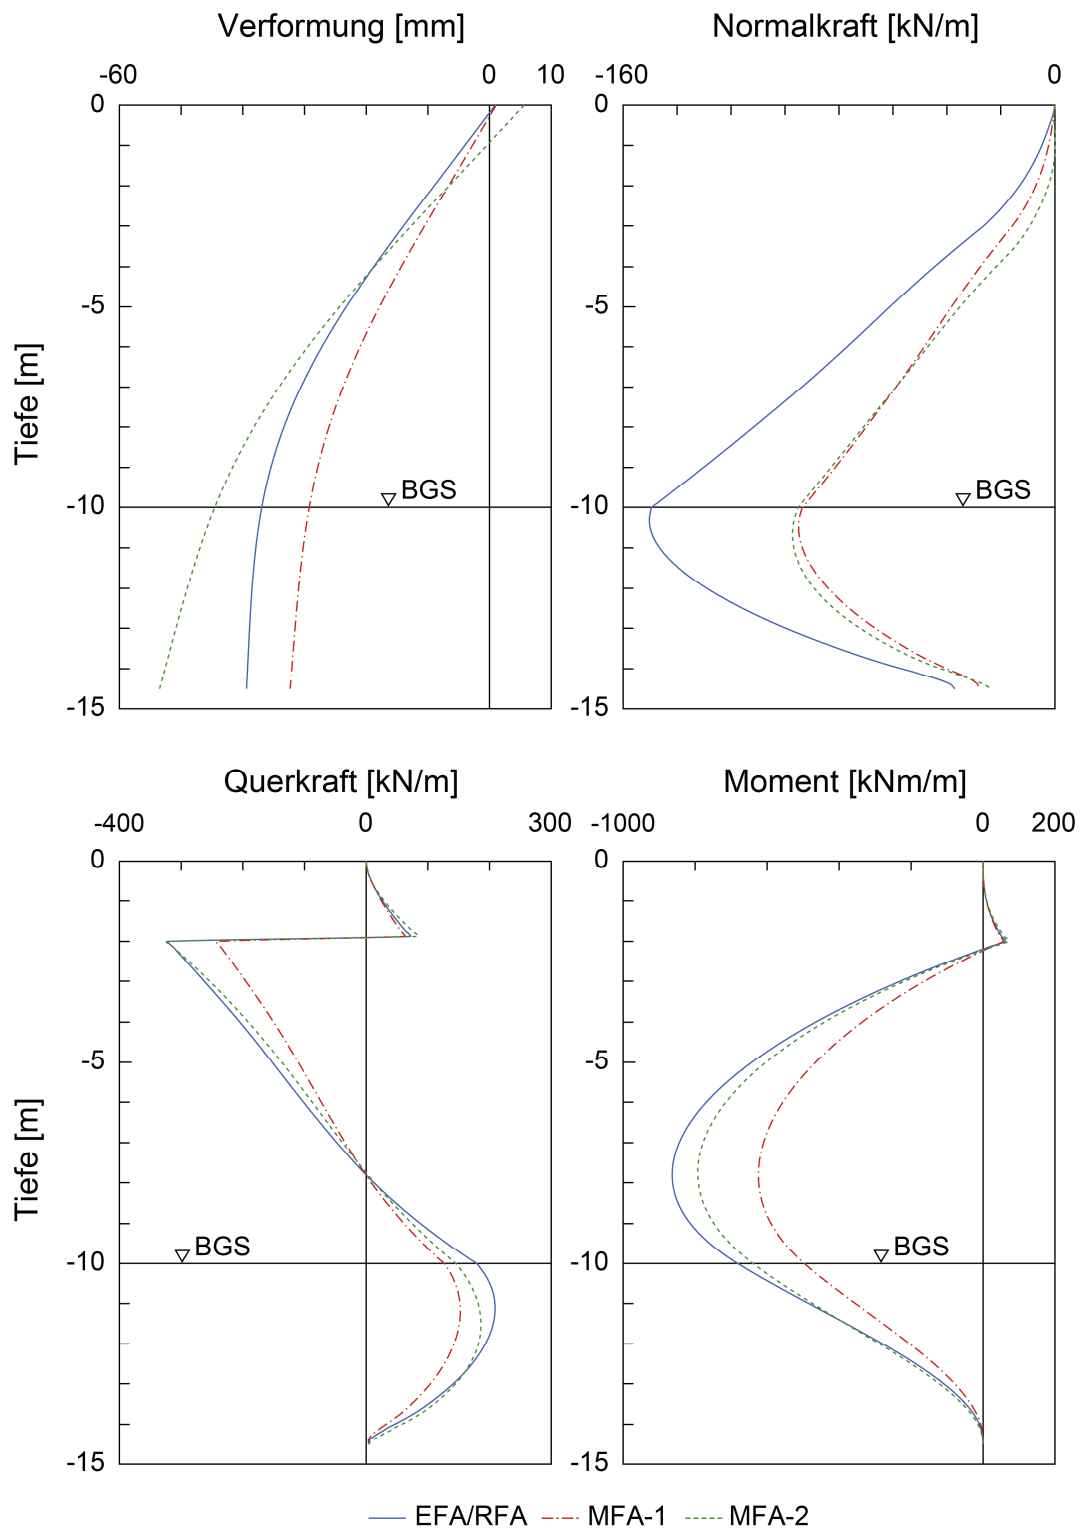 Verformung [mm]
Normalkraft [kN/m]
-60 0 10
-160 0
0
-5
-10
-15
Tiefe [m]
BGS
0
-5
-10
-15
BGS
Querkraft [kN/m]
Moment [kNm/m]
-400 0 300
-1000 0 200
0
-5
-10
-15
Tiefe [m]
BGS
0
-5
-10
-15
BGS
EFA/RFA MFA-1 MFA-2